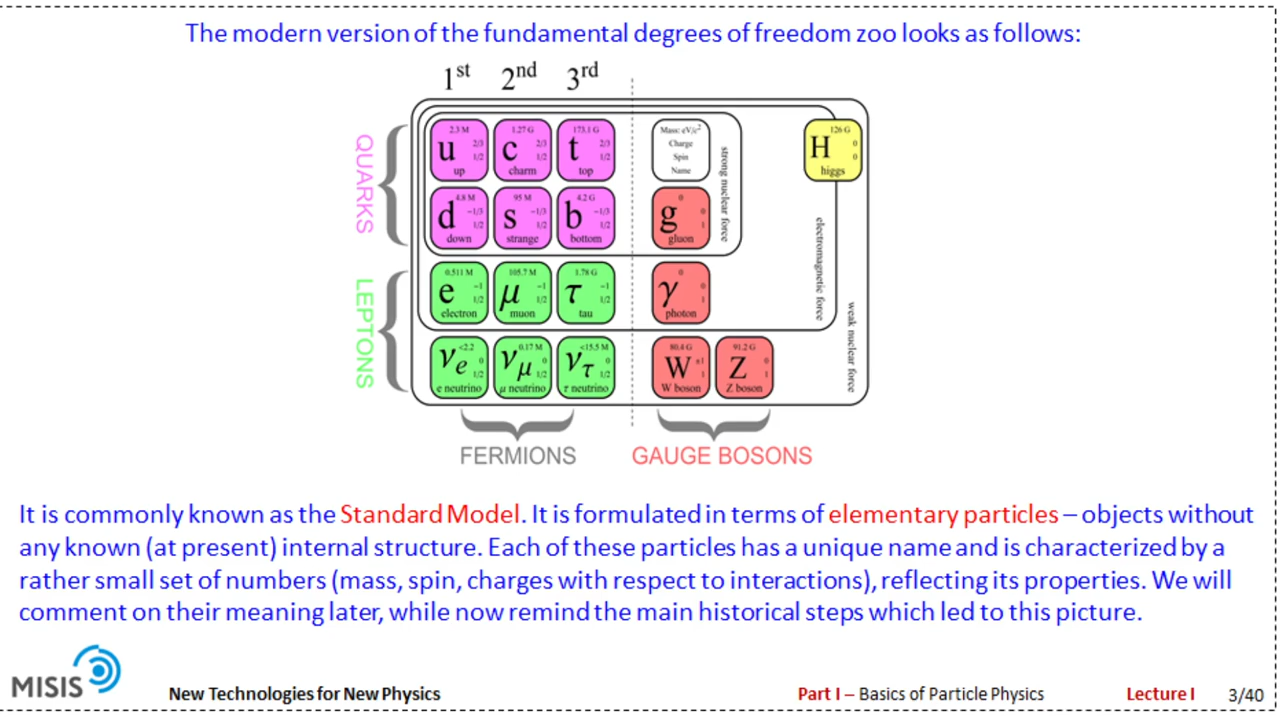 The modern version of the fundamental degrees of freedom zoo looks as follows:
1st 2nd 3rd
QUARKS
2.3 M
u 2/3
1/2
up
1.27 G
c 2/3
1/2
charm
173.1 G
t 2/3
1/2
top
Mass: eV/c²
Charge
Spin
Name
126 G
H 0
0
higgs
4.8 M
d −1/3
1/2
down
95 M
s −1/3
1/2
strange
4.2 G
b −1/3
1/2
bottom
0
g 0
1
gluon
strong nuclear force
LEPTONS
0.511 M
e −1
1/2
electron
105.7 M
μ −1
1/2
muon
1.78 G
τ −1
1/2
tau
0
γ 0
1
photon
electromagnetic force
<2.2
νe 0
1/2
e neutrino
0.17 M
νμ 0
1/2
μ neutrino
<15.5 M
ντ 0
1/2
τ neutrino
80.4 G
W ±1
1
W boson
91.2 G
Z 0
1
Z boson
weak nuclear force
FERMIONS GAUGE BOSONS
It is commonly known as the Standard Model. It is formulated in terms of elementary particles – objects without
any known (at present) internal structure. Each of these particles has a unique name and is characterized by a
rather small set of numbers (mass, spin, charges with respect to interactions), reflecting its properties. We will
comment on their meaning later, while now remind the main historical steps which led to this picture.
MISIS New Technologies for New Physics Part I – Basics of Particle Physics Lecture I 3/40